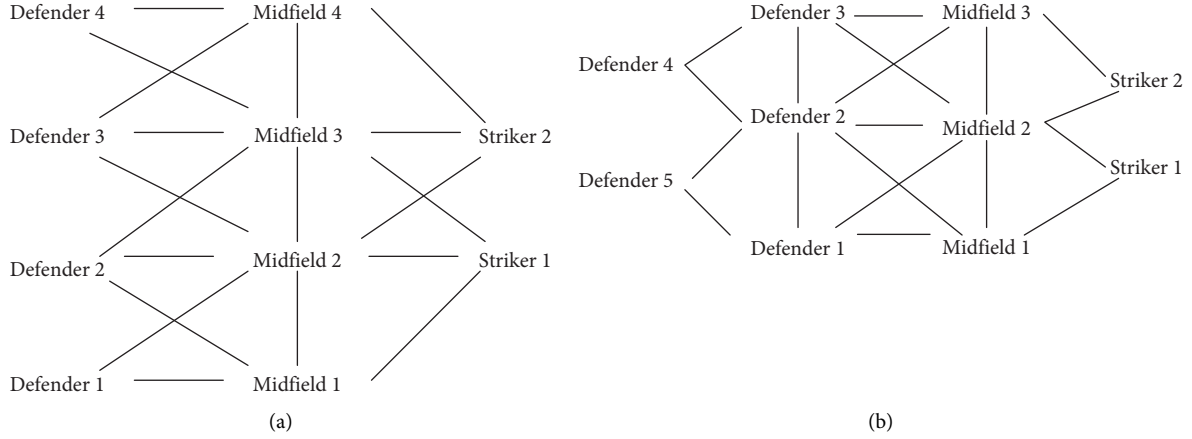 Defender 4
Midfield 4
Defender 3
Midfield 3
Striker 2
Defender 2
Midfield 2
Striker 1
Defender 1
Midfield 1
(a)
Defender 3
Midfield 3
Defender 4
Striker 2
Defender 2
Midfield 2
Defender 5
Striker 1
Defender 1
Midfield 1
(b)